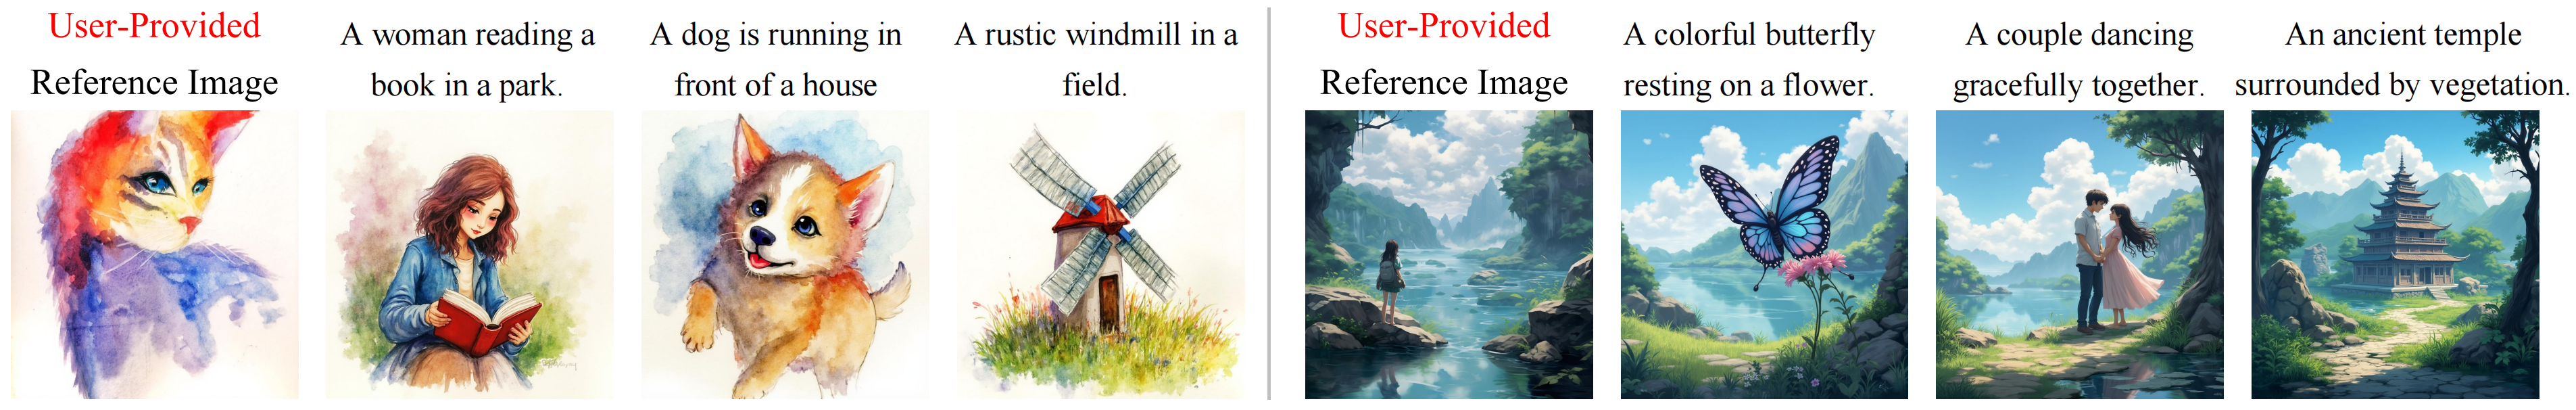 User-Provided
Reference Image
A woman reading a
book in a park.
A dog is running in
front of a house
A rustic windmill in a
field.
User-Provided
Reference Image
A colorful butterfly
resting on a flower.
A couple dancing
gracefully together.
An ancient temple
surrounded by vegetation.